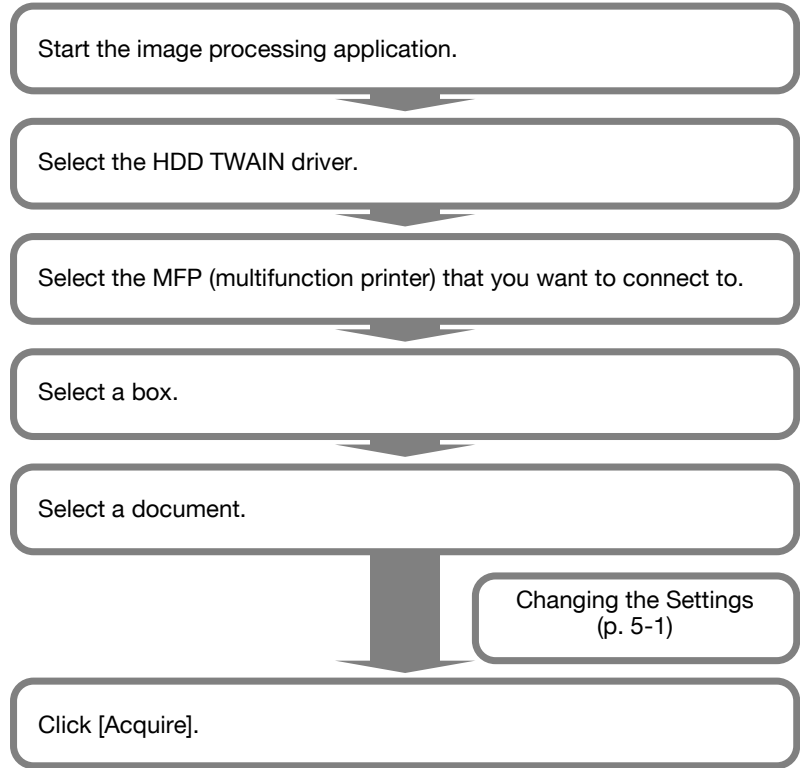 Start the image processing application.
Select the HDD TWAIN driver.
Select the MFP (multifunction printer) that you want to connect to.
Select a box.
Select a document.
Changing the Settings
(p. 5-1)
Click [Acquire].